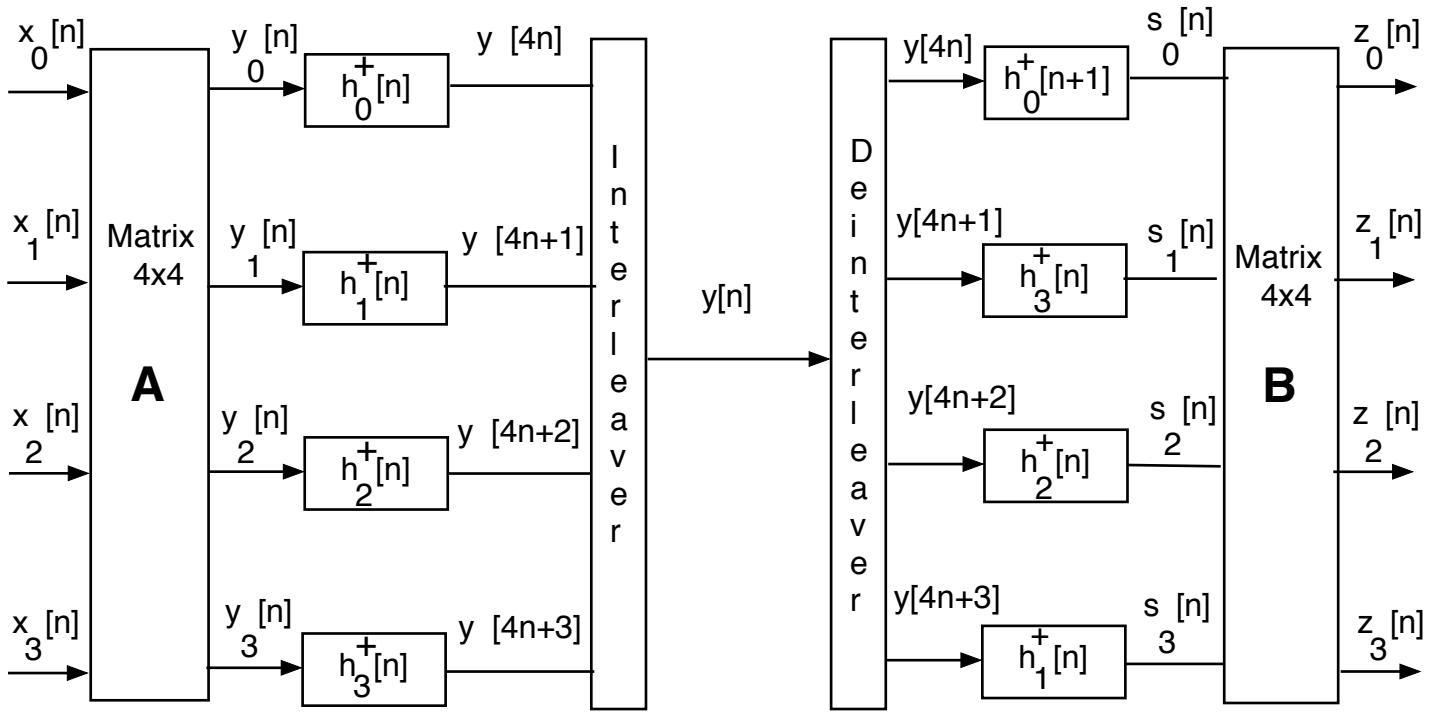 x0[n]
y0[n]
h0+[n]
y [4n]
y[4n]
h0+[n+1]
s0[n]
z0[n]
x1[n]
Matrix
4x4
A
y1[n]
h1+[n]
y [4n+1]
Interleaver
y[n]
Deinterleaver
y[4n+1]
h3+[n]
s1[n]
Matrix
4x4
B
z1[n]
x2[n]
y2[n]
h2+[n]
y [4n+2]
y[4n+2]
h2+[n]
s2[n]
z2[n]
x3[n]
y3[n]
h3+[n]
y [4n+3]
y[4n+3]
h1+[n]
s3[n]
z3[n]